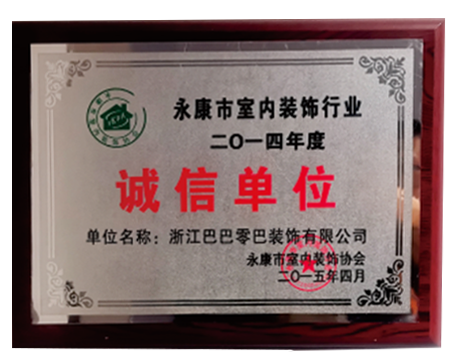 永康市室内装饰行业
二〇一四年度
诚信单位
单位名称：浙江巴巴零巴装饰有限公司
永康市室内装饰协会
二〇一五年四月